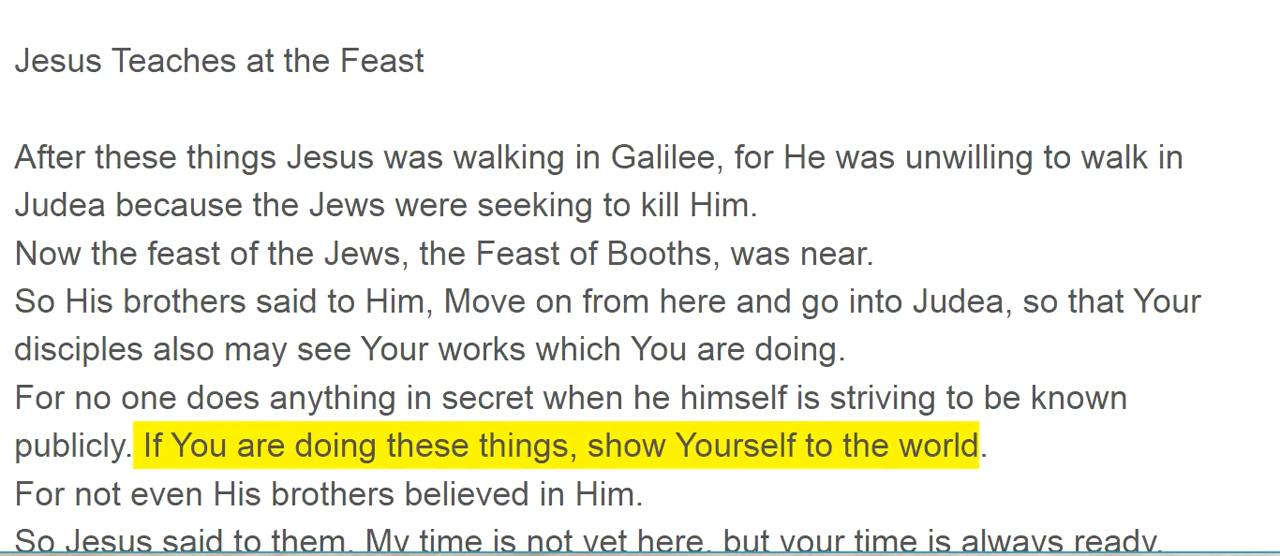 Jesus Teaches at the Feast
After these things Jesus was walking in Galilee, for He was unwilling to walk in
Judea because the Jews were seeking to kill Him.
Now the feast of the Jews, the Feast of Booths, was near.
So His brothers said to Him, Move on from here and go into Judea, so that Your
disciples also may see Your works which You are doing.
For no one does anything in secret when he himself is striving to be known
publicly. If You are doing these things, show Yourself to the world.
For not even His brothers believed in Him.
So Jesus said to them, My time is not yet here, but your time is always ready.